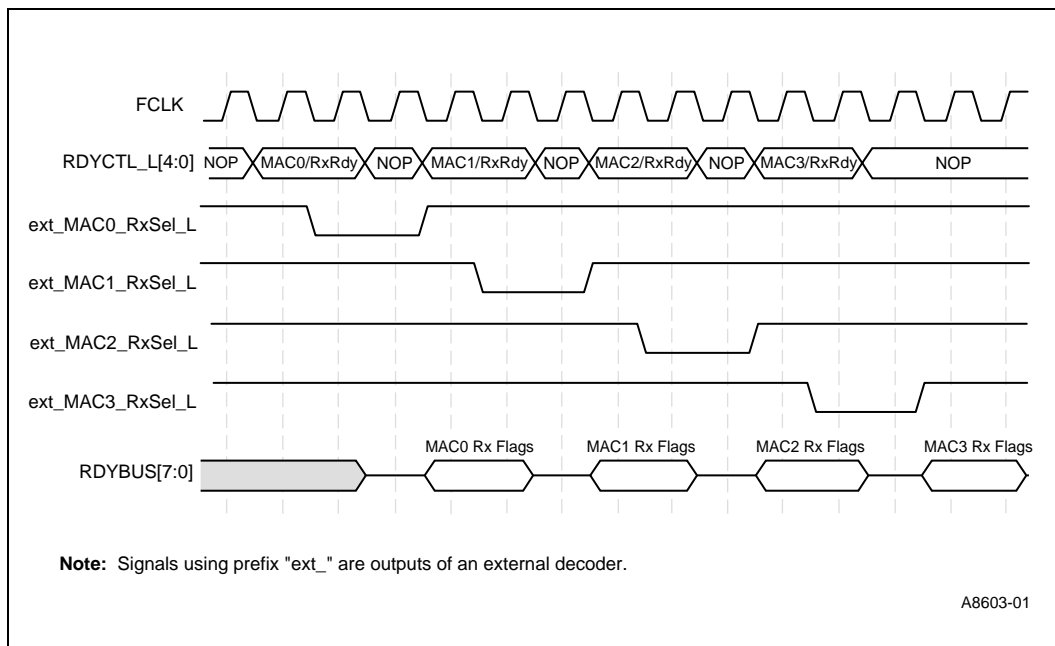 FCLK
RDYCTL_L[4:0] NOP MAC0/RxRdy NOP MAC1/RxRdy NOP MAC2/RxRdy NOP MAC3/RxRdy NOP
ext_MAC0_RxSel_L
ext_MAC1_RxSel_L
ext_MAC2_RxSel_L
ext_MAC3_RxSel_L
MAC0 Rx Flags MAC1 Rx Flags MAC2 Rx Flags MAC3 Rx Flags
RDYBUS[7:0]
Note: Signals using prefix "ext_" are outputs of an external decoder.
A8603-01